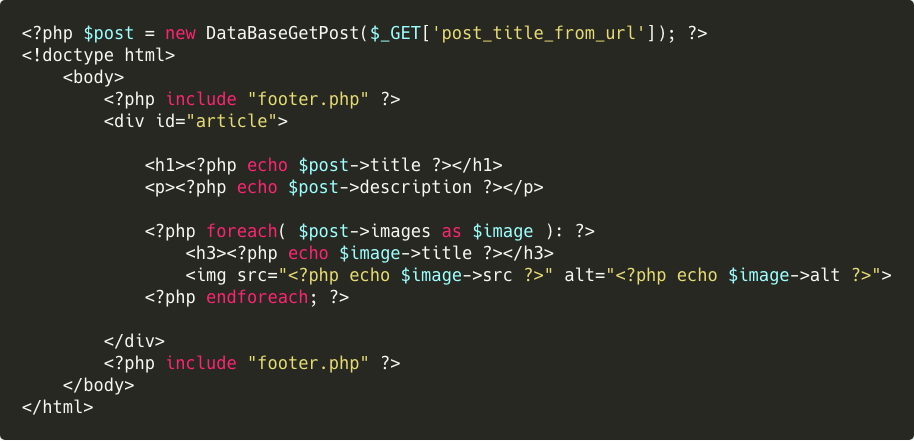 <?php $post = new DataBaseGetPost($_GET['post_title_from_url']); ?>
<!doctype html>
    <body>
        <?php include "footer.php" ?>
        <div id="article">

            <h1><?php echo $post->title ?></h1>
            <p><?php echo $post->description ?></p>

            <?php foreach( $post->images as $image ): ?>
                <h3><?php echo $image->title ?></h3>
                <img src="<?php echo $image->src ?>" alt="<?php echo $image->alt ?>">
            <?php endforeach; ?>

        </div>
        <?php include "footer.php" ?>
    </body>
</html>